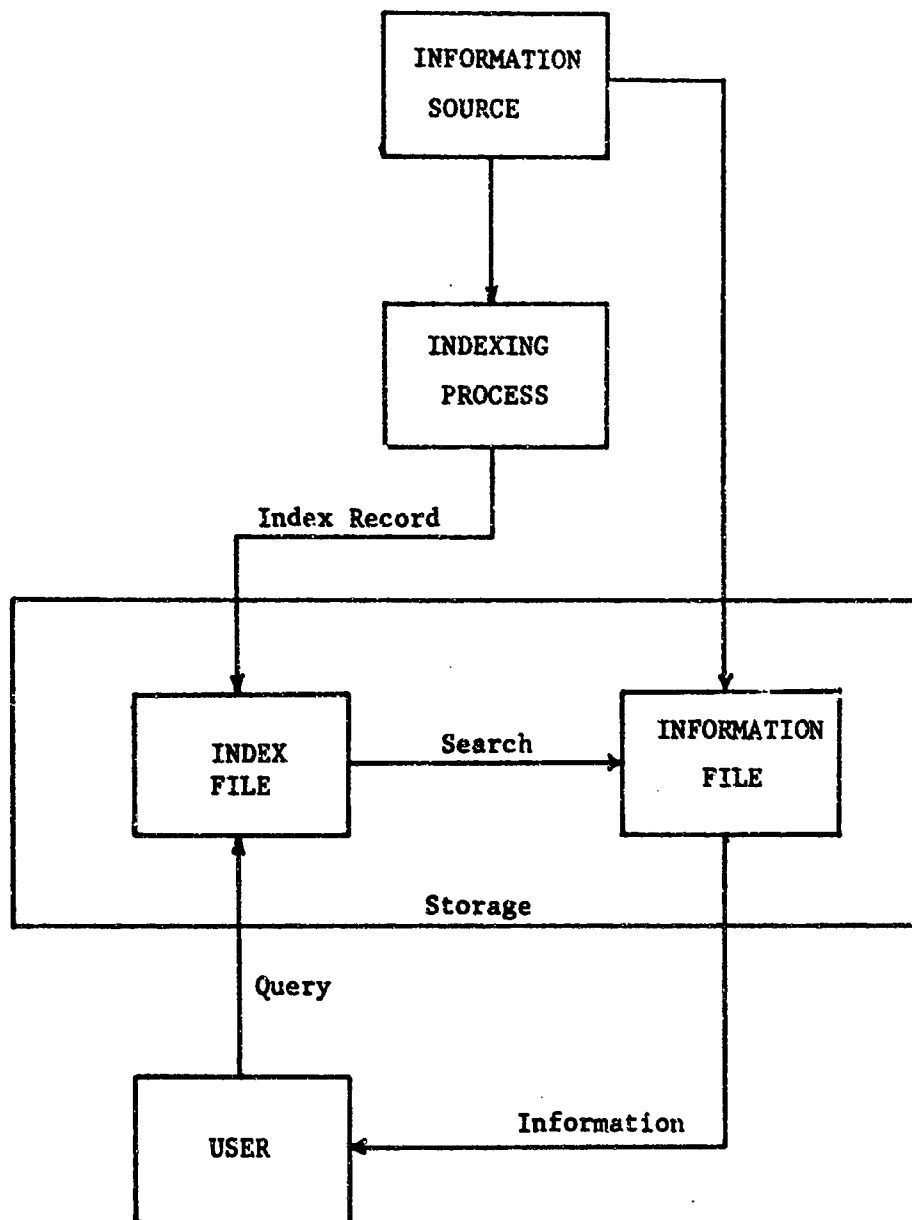 INFORMATION
SOURCE
INDEXING
PROCESS
Index Record
INDEX
FILE
Search
INFORMATION
FILE
Storage
Query
USER
Information